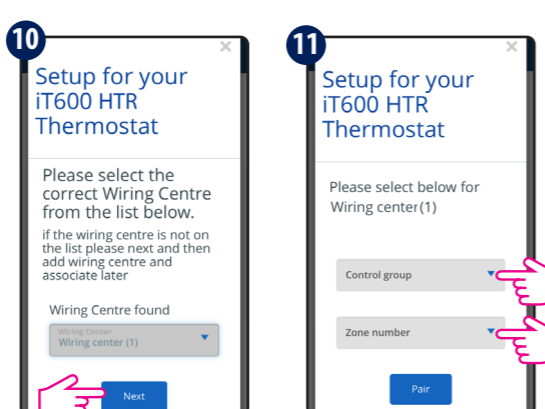 10
×
Setup for your
iT600 HTR
Thermostat
Please select the
correct Wiring Centre
from the list below.
if the wiring centre is not on
the list please next and then
add wiring centre and
associate later
Wiring Centre found
Wiring Center
Wiring center (1)
Next
11
×
Setup for your
iT600 HTR
Thermostat
Please select below for
Wiring center(1)
Control group
Zone number
Pair